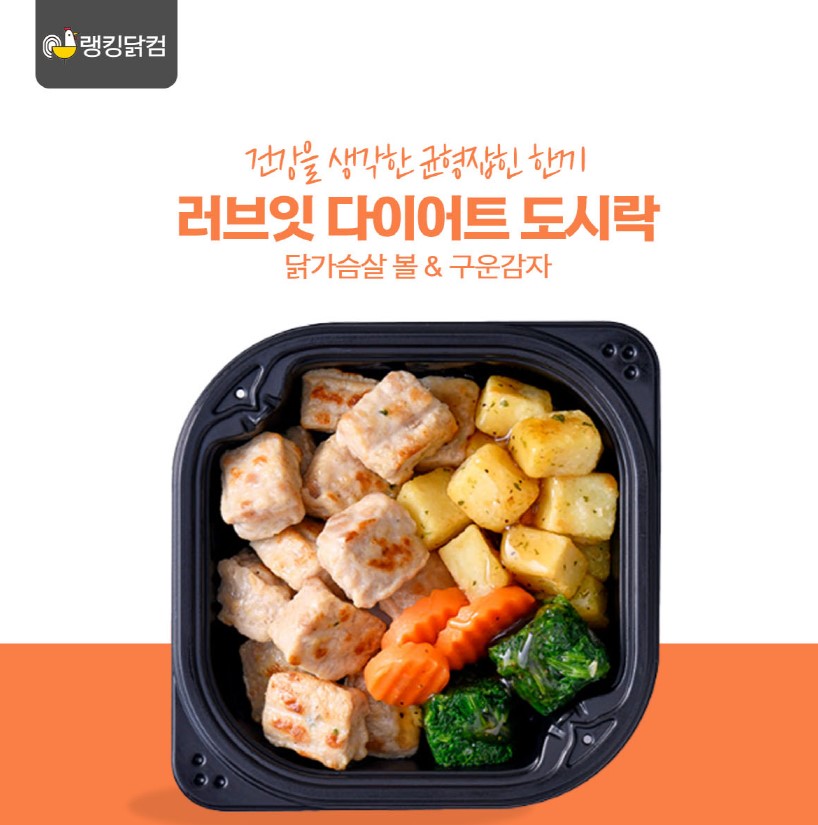 랭킹닭컴
건강을 생각한 균형잡힌 한끼
러브잇 다이어트 도시락
닭가슴살 볼 & 구운감자